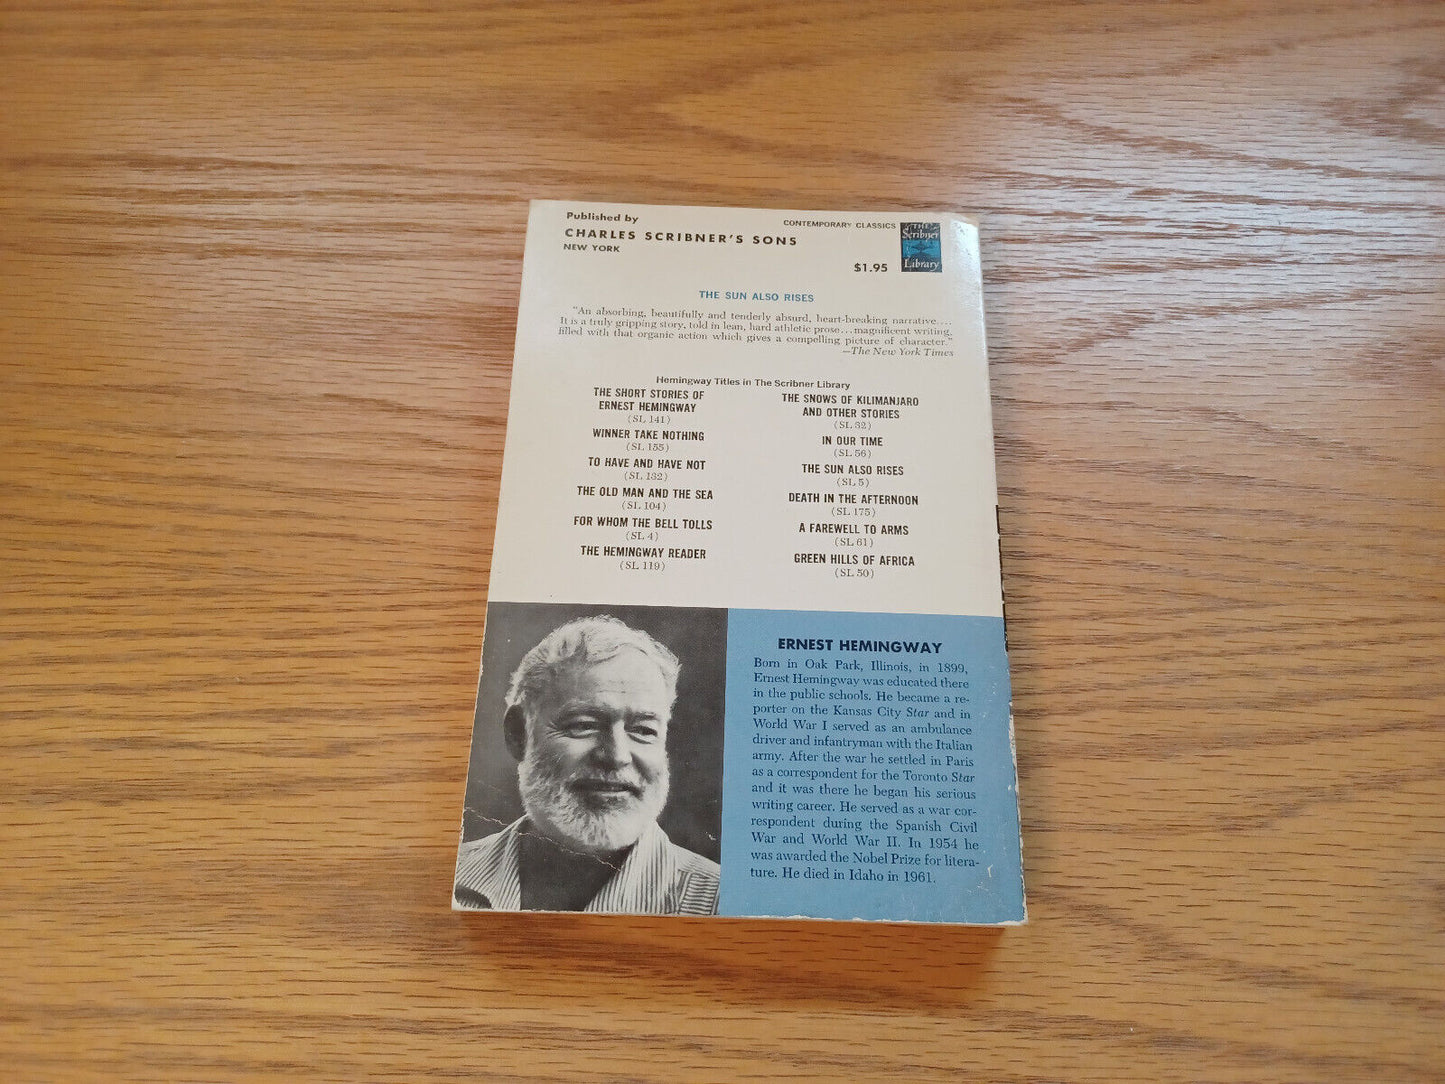 Published by
CHARLES SCRIBNER'S SONS
NEW YORK
CONTEMPORARY CLASSICS
THE
Scribner
Library
$1.95
THE SUN ALSO RISES
"An absorbing, beautifully and tenderly absurd, heart-breaking narrative....
It is a truly gripping story, told in lean, hard athletic prose...magnificent writing,
filled with that organic action which gives a compelling picture of character."
—The New York Times
Hemingway Titles in The Scribner Library
THE SHORT STORIES OF
ERNEST HEMINGWAY
(SL 141)
WINNER TAKE NOTHING
(SL 155)
TO HAVE AND HAVE NOT
(SL 132)
THE OLD MAN AND THE SEA
(SL 104)
FOR WHOM THE BELL TOLLS
(SL 4)
THE HEMINGWAY READER
(SL 119)
THE SNOWS OF KILIMANJARO
AND OTHER STORIES
(SL 32)
IN OUR TIME
(SL 56)
THE SUN ALSO RISES
(SL 5)
DEATH IN THE AFTERNOON
(SL 175)
A FAREWELL TO ARMS
(SL 61)
GREEN HILLS OF AFRICA
(SL 50)
ERNEST HEMINGWAY
Born in Oak Park, Illinois, in 1899,
Ernest Hemingway was educated there
in the public schools. He became a re-
porter on the Kansas City Star and in
World War I served as an ambulance
driver and infantryman with the Italian
army. After the war he settled in Paris
as a correspondent for the Toronto Star
and it was there he began his serious
writing career. He served as a war cor-
respondent during the Spanish Civil
War and World War II. In 1954 he
was awarded the Nobel Prize for litera-
ture. He died in Idaho in 1961.